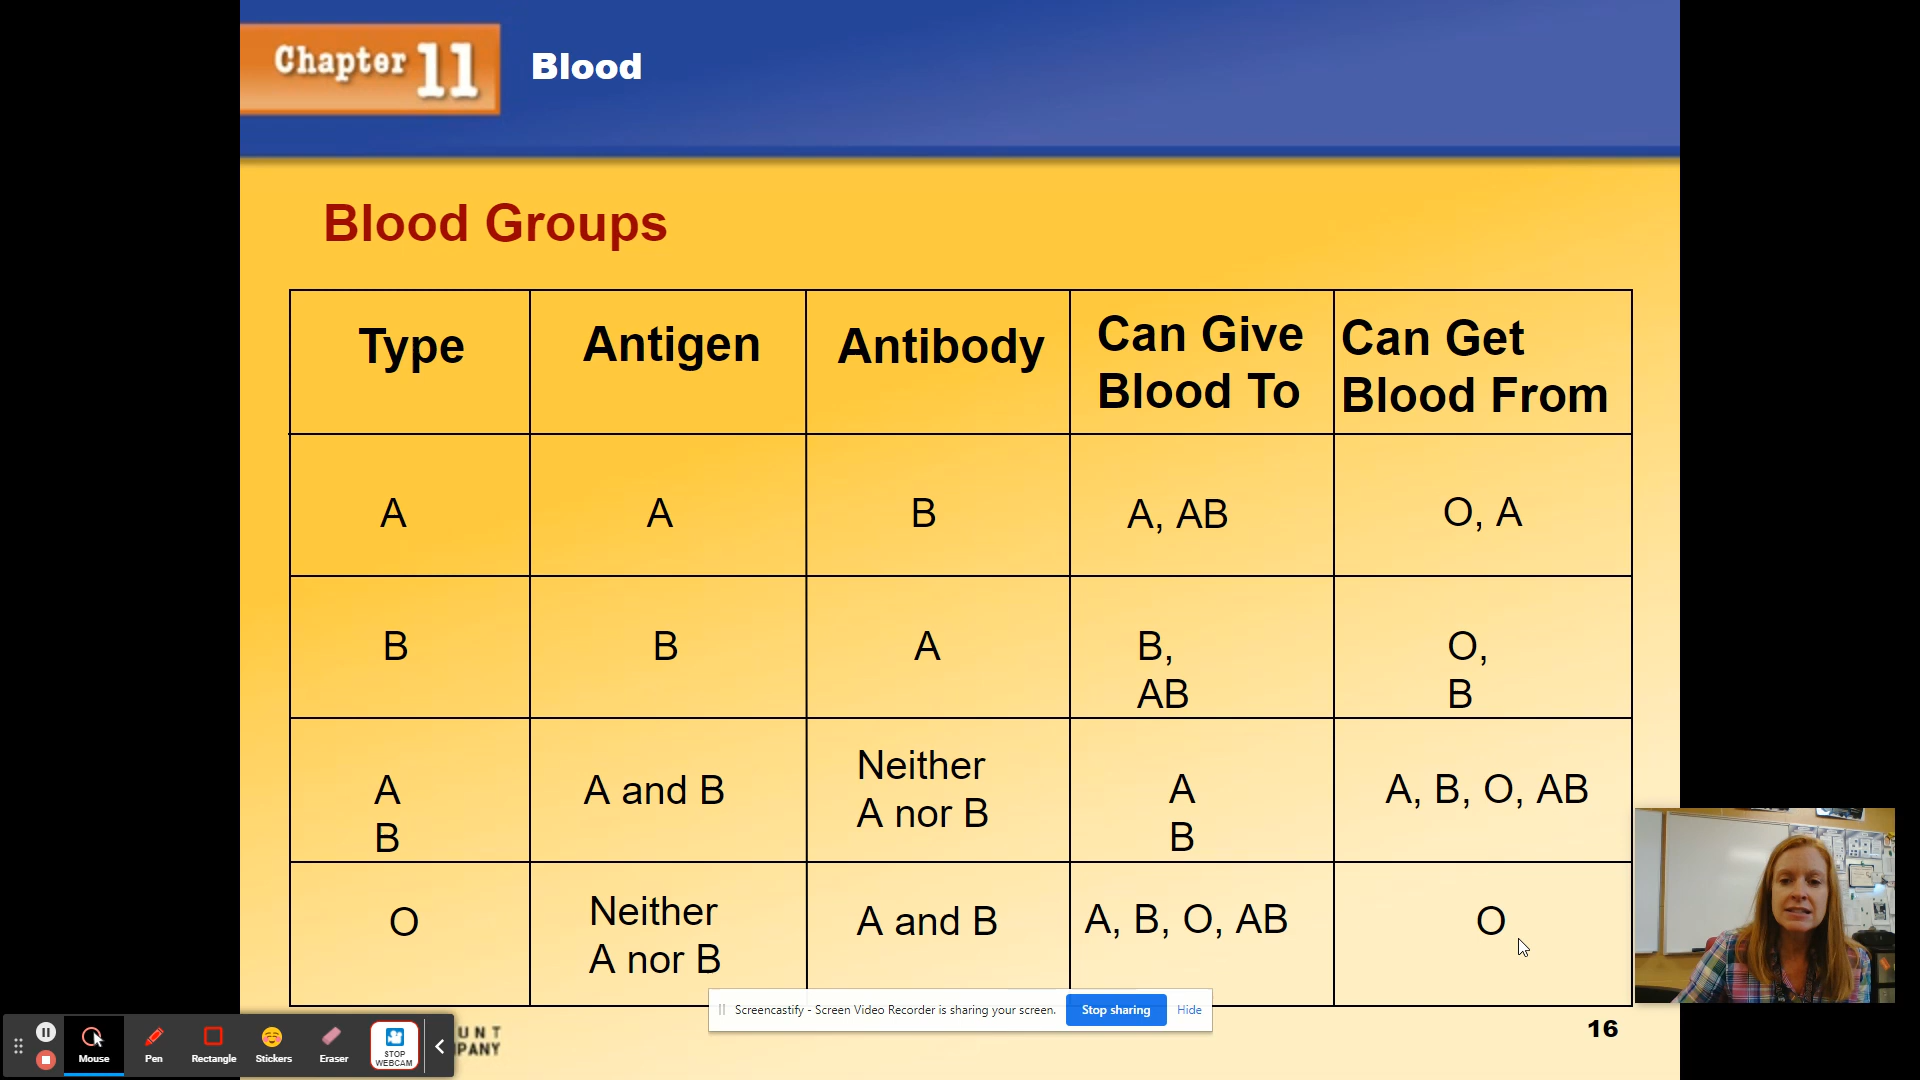 Chapter 11
Blood
Blood Groups
Type
Antigen
Antibody
Can Give
Blood To
Can Get
Blood From
A
A
B
A, AB
O, A
B
B
A
B,
AB
O,
B
A
B
A and B
Neither
A nor B
A
B
A, B, O, AB
O
Neither
A nor B
A and B
A, B, O, AB
O
Screencastify - Screen Video Recorder is sharing your screen.
Stop sharing
Hide
16
Mouse
Pen
Rectangle
Stickers
Eraser
STOP
WEBCAM